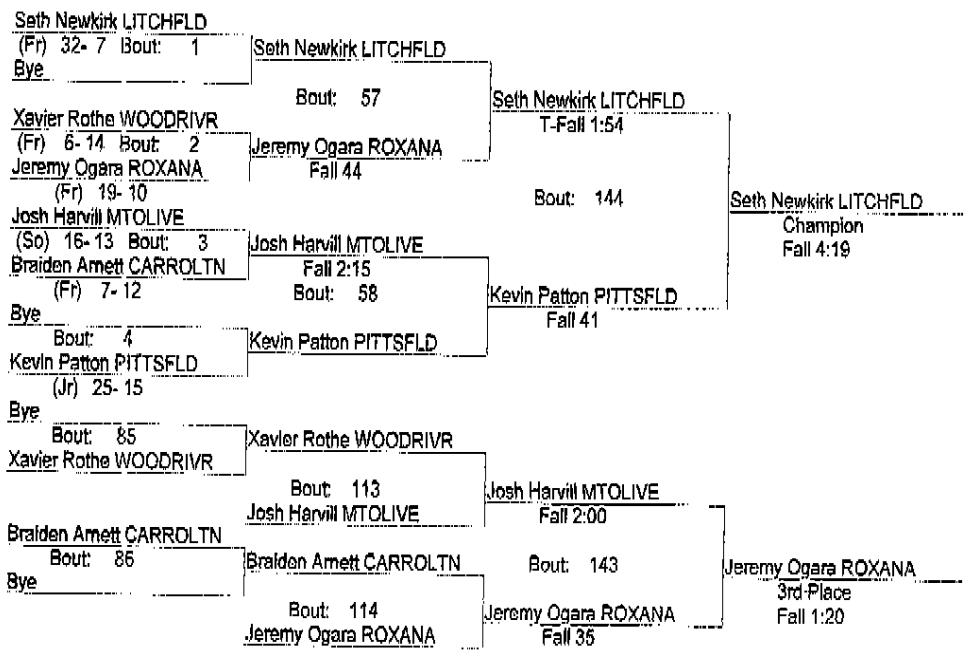 Seth Newkirk LITCHFLD
(Fr) 32- 7 Bout: 1
Bye
Seth Newkirk LITCHFLD
Bout: 57
Seth Newkirk LITCHFLD
T-Fall 1:54
Xavier Rothe WOODRIVR
(Fr) 6- 14 Bout: 2
Jeremy Ogara ROXANA
(Fr) 19- 10
Jeremy Ogara ROXANA
Fall 44
Bout: 144
Seth Newkirk LITCHFLD
Champion
Fall 4:19
Josh Harvill MTOLIVE
(So) 16- 13 Bout: 3
Braiden Arnett CARROLTN
(Fr) 7- 12
Josh Harvill MTOLIVE
Fall 2:15
Bout: 58
Kevin Patton PITTSFLD
Fall 41
Bye
Bout: 4
Kevin Patton PITTSFLD
(Jr) 25- 15
Kevin Patton PITTSFLD
Bye
Bout: 85
Xavier Rothe WOODRIVR
Xavier Rothe WOODRIVR
Bout: 113
Josh Harvill MTOLIVE
Josh Harvill MTOLIVE
Fall 2:00
Braiden Arnett CARROLTN
Bout: 86
Bye
Braiden Arnett CARROLTN
Bout: 143
Jeremy Ogara ROXANA
3rd-Place
Fall 1:20
Bout: 114
Jeremy Ogara ROXANA
Jeremy Ogara ROXANA
Fall 35